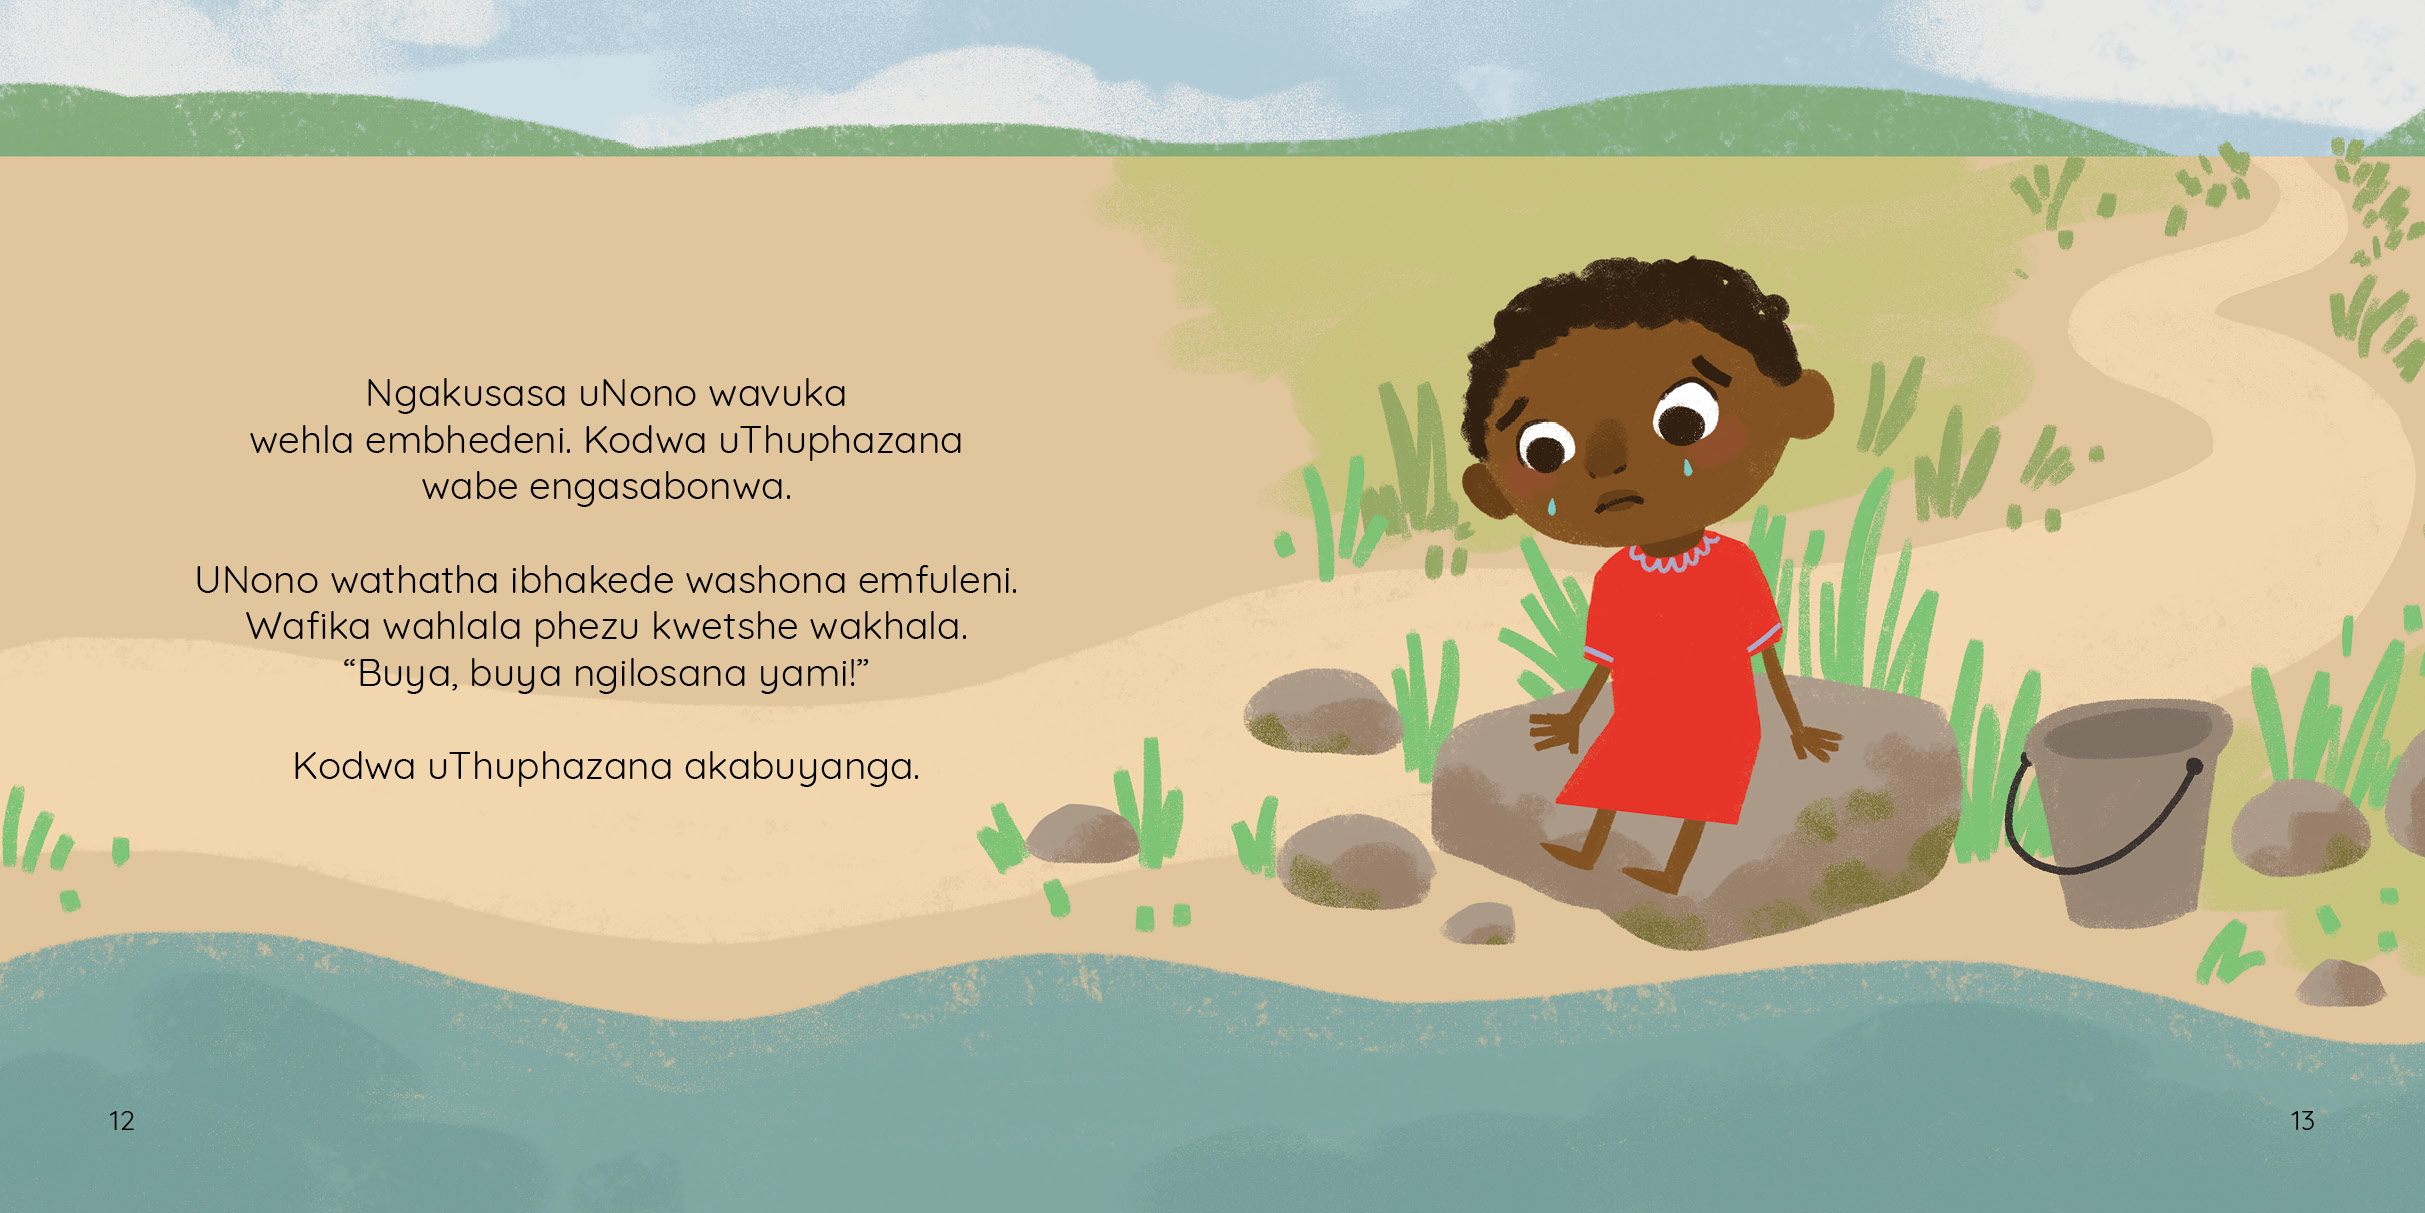 Ngakusasa uNono wavuka
wehla embhedeni. Kodwa uThuphazana
wabe engasabonwa.
UNono wathatha ibhakede washona emfuleni.
Wafika wahlala phezu kwetshe wakhala.
“Buya, buya ngilosana yami!”
Kodwa uThuphazana akabuyanga.
12
13